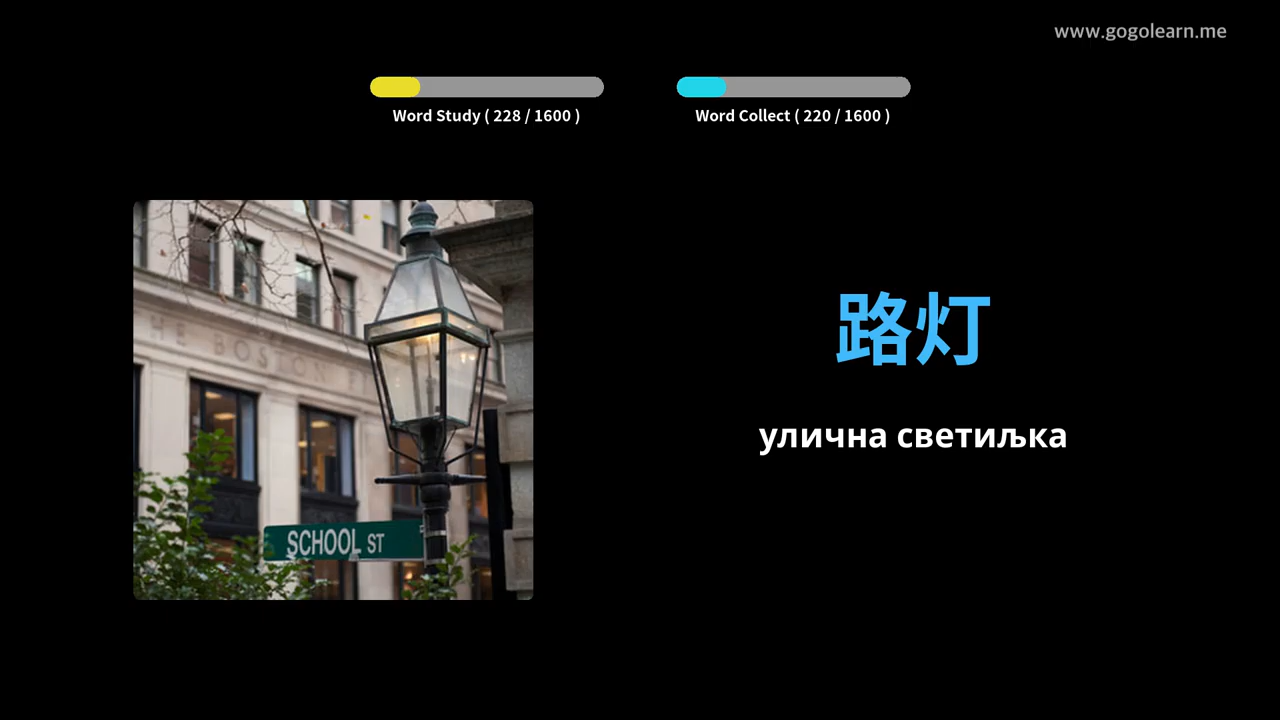 www.gogolearn.me
Word Study ( 228 / 1600 )
Word Collect ( 220 / 1600 )
路灯
улична светиљка
HE BOSTON
SCHOOL ST